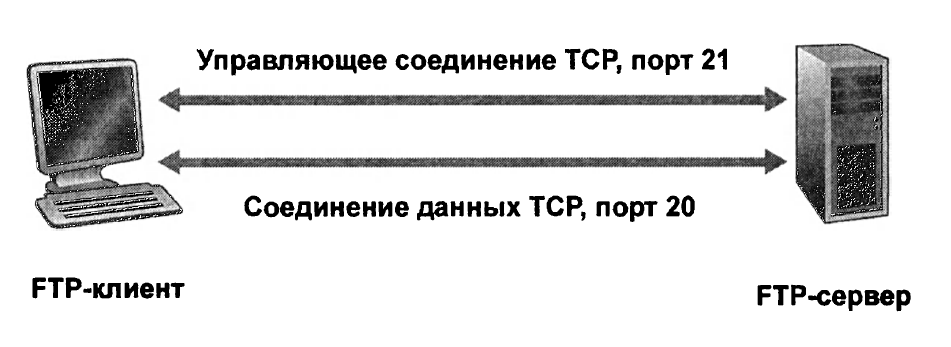 Управляющее соединение TCP, порт 21
Соединение данных TCP, порт 20
FTP-клиент
FTP-сервер